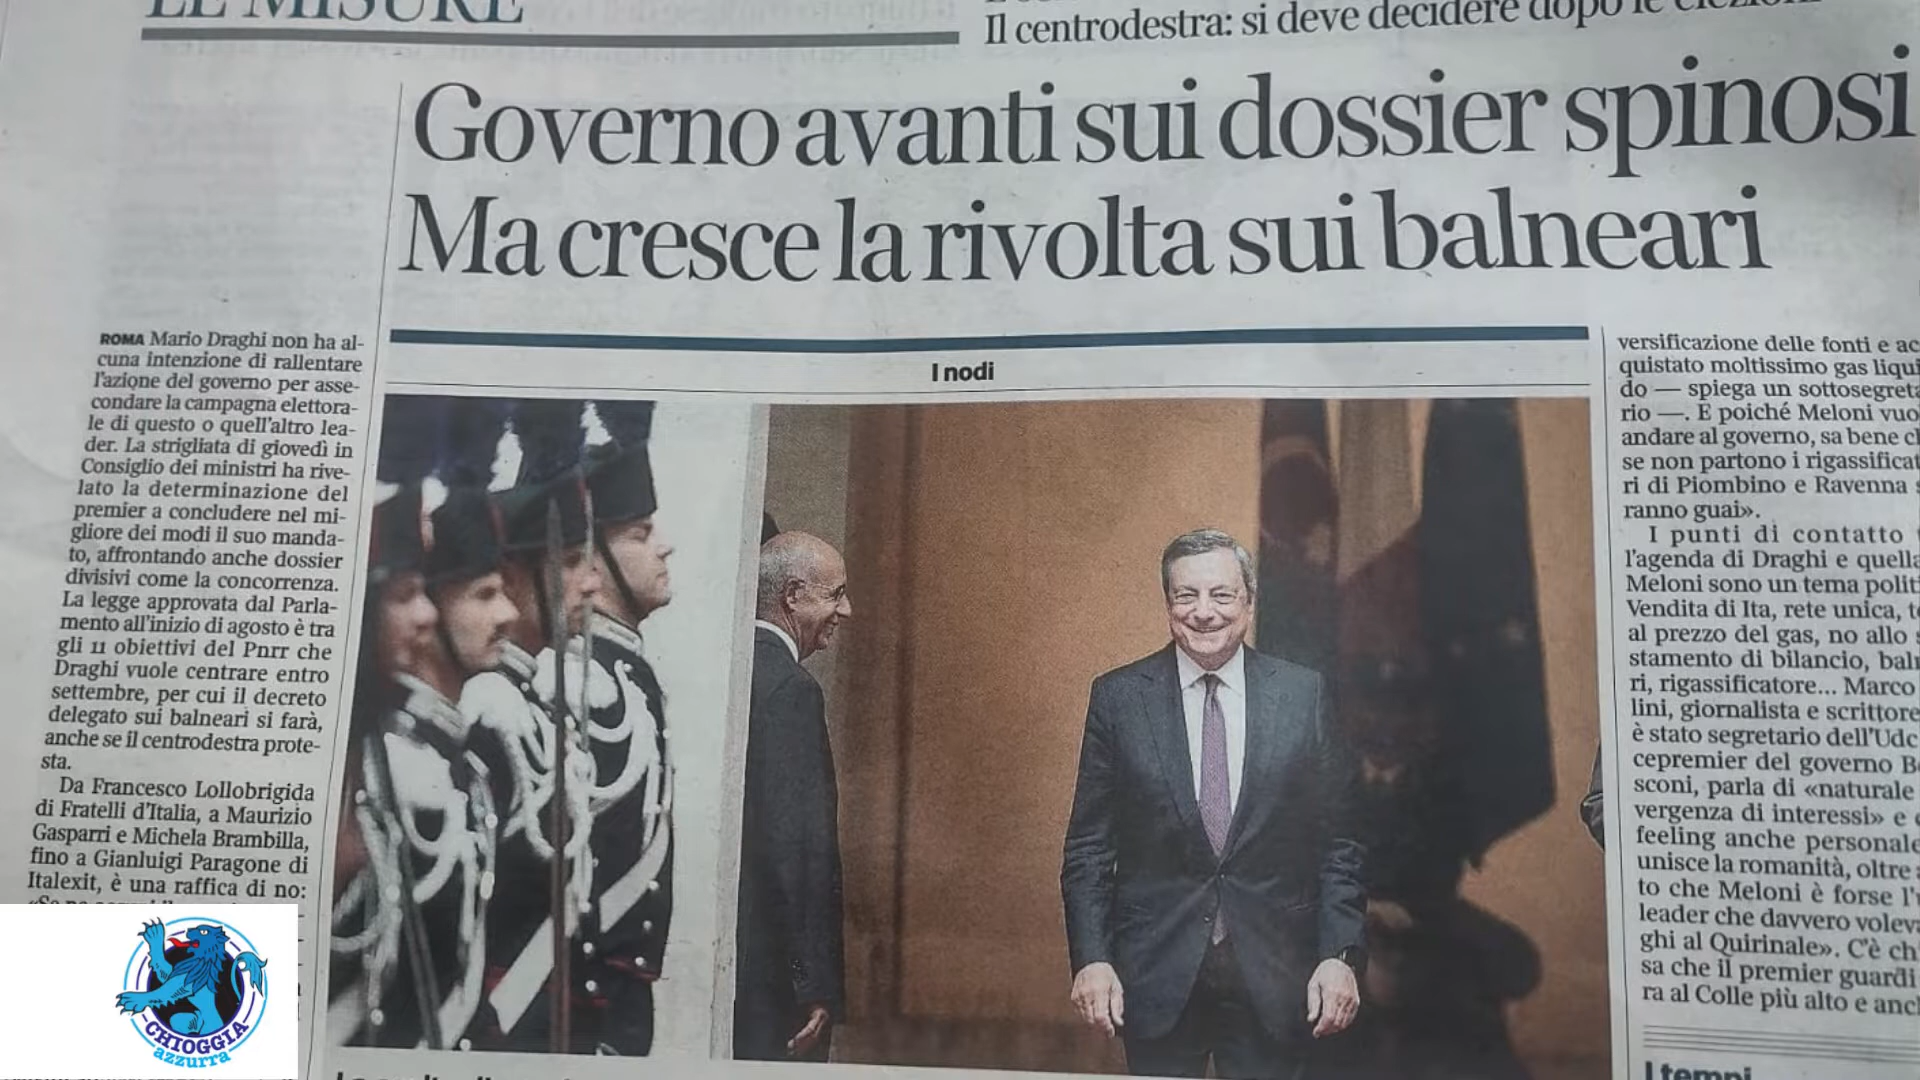 LE MISURE
Il centrodestra: si deve decidere dopo le elezioni
Governo avanti sui dossier spinosi
Ma cresce la rivolta sui balneari
ROMA Mario Draghi non ha al-
cuna intenzione di rallentare
l'azione del governo per asse-
condare la campagna elettora-
le di questo o quell'altro lea-
der. La strigliata di giovedì in
Consiglio dei ministri ha rive-
lato la determinazione del
premier a concludere nel mi-
gliore dei modi il suo manda-
to, affrontando anche dossier
divisivi come la concorrenza.
La legge approvata dal Parla-
mento all'inizio di agosto è tra
gli 11 obiettivi del Pnrr che
Draghi vuole centrare entro
settembre, per cui il decreto
delegato sui balneari si farà,
anche se il centrodestra prote-
sta.
Da Francesco Lollobrigida
di Fratelli d'Italia, a Maurizio
Gasparri e Michela Brambilla,
fino a Gianluigi Paragone di
Italexit, è una raffica di no:
I nodi
versificazione delle fonti e ac
quistato moltissimo gas liqui
do — spiega un sottosegreta
rio —. E poiché Meloni vuo
andare al governo, sa bene c
se non partono i rigassificat
ri di Piombino e Ravenna s
ranno guai».
I punti di contatto
l'agenda di Draghi e quella
Meloni sono un tema politi
Vendita di Ita, rete unica, t
al prezzo del gas, no allo s
stamento di bilancio, bal
ri, rigassificatore... Marco
lini, giornalista e scrittore
è stato segretario dell'Udc
cepremier del governo Be
sconi, parla di «naturale
vergenza di interessi» e
feeling anche personale
unisce la romanità, oltre a
to che Meloni è forse l'
leader che davvero volev
ghi al Quirinale». C'è ch
sa che il premier guardi
ra al Colle più alto e anc
I tempi
CHIOGGIA
azzurra